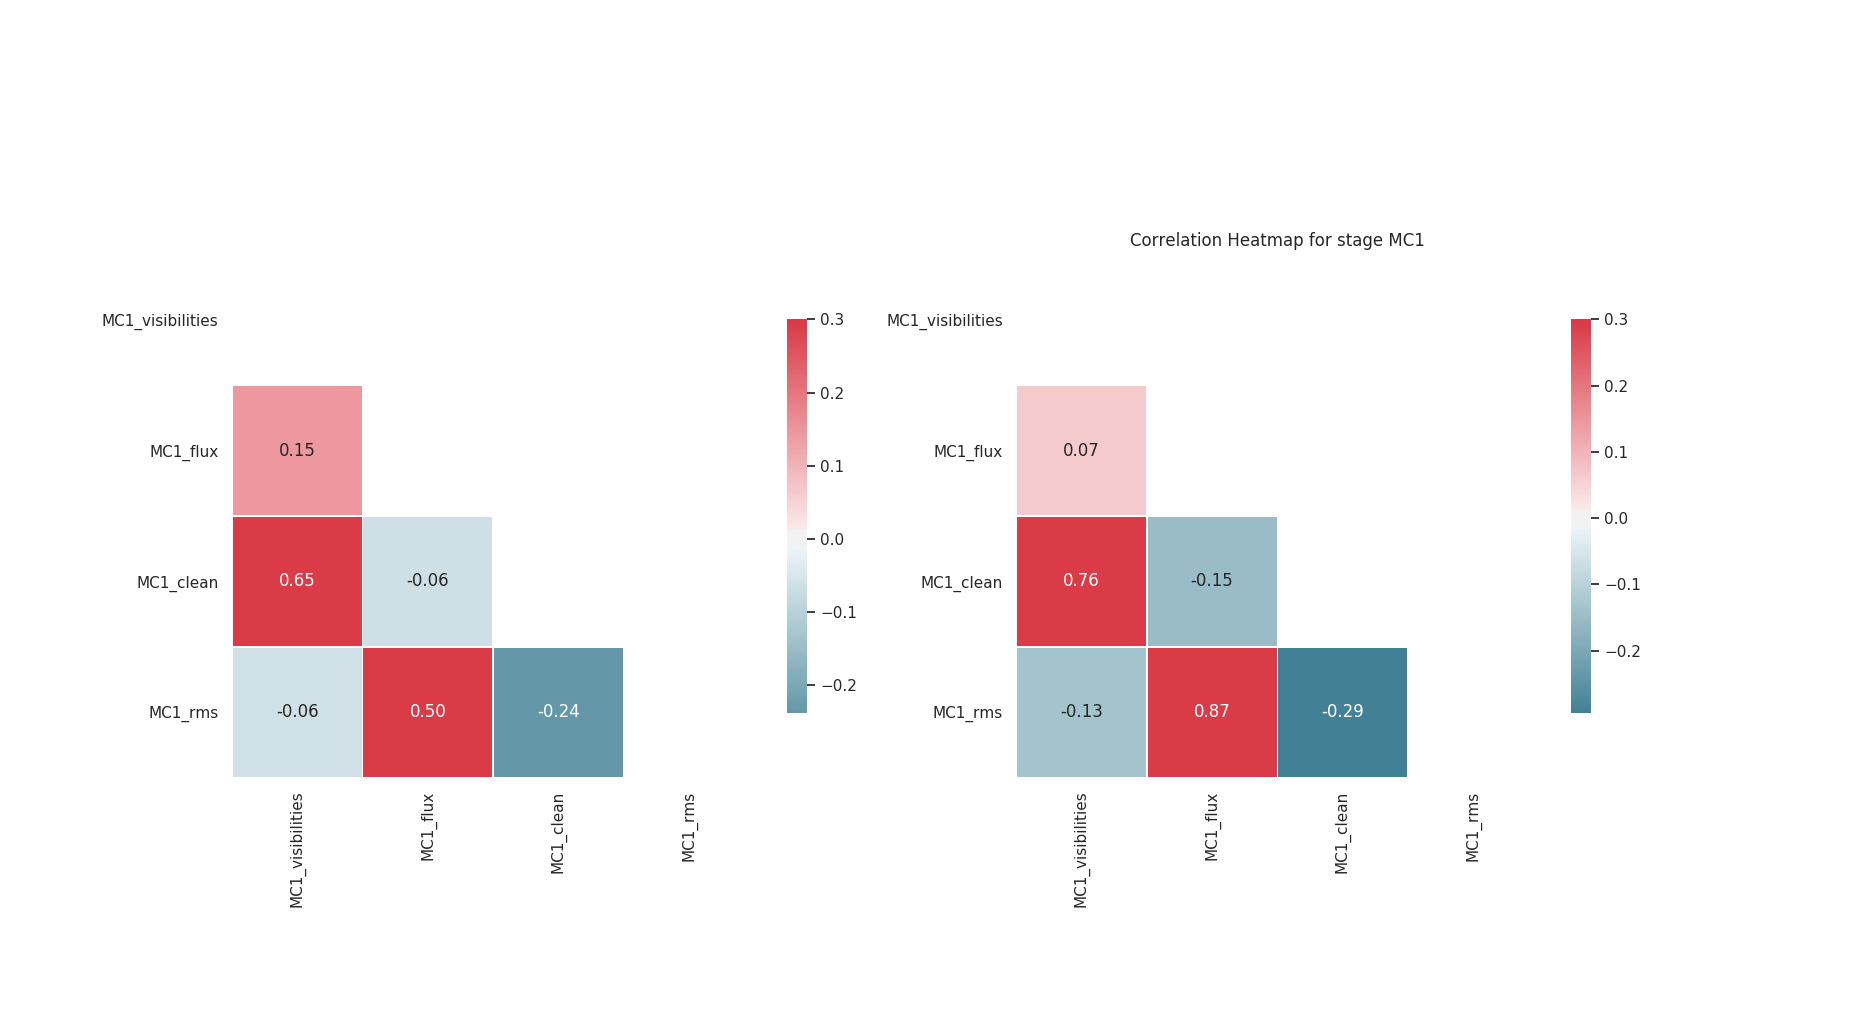 Correlation Heatmap for stage MC1
MC1_visibilities
MC1_flux
MC1_clean
MC1_rms
0.15
0.65 -0.06
-0.06 0.50 -0.24
MC1_visibilities MC1_flux MC1_clean MC1_rms
0.3
0.2
0.1
0.0
−0.1
−0.2
MC1_visibilities
MC1_flux
MC1_clean
MC1_rms
0.07
0.76 -0.15
-0.13 0.87 -0.29
MC1_visibilities MC1_flux MC1_clean MC1_rms
0.3
0.2
0.1
0.0
−0.1
−0.2